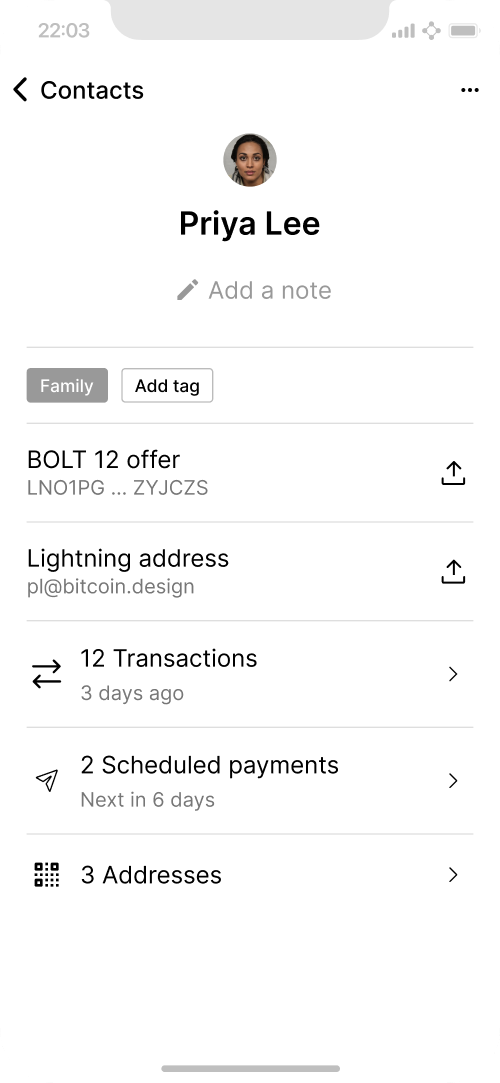 22:03
Contacts
Priya Lee
Add a note
Family
Add tag
BOLT 12 offer
LNO1PG ... ZYJCZS
Lightning address
pl@bitcoin.design
12 Transactions
3 days ago
2 Scheduled payments
Next in 6 days
3 Addresses